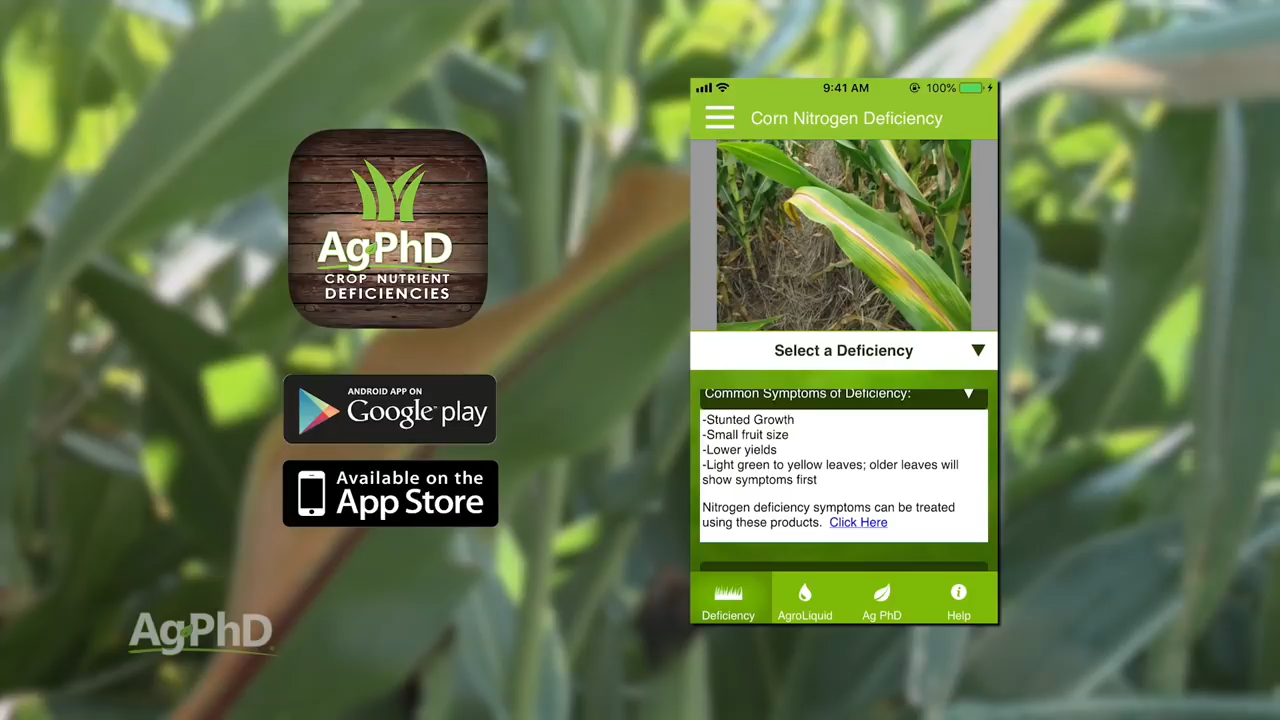 AgPhD
CROP NUTRIENT
DEFICIENCIES
ANDROID APP ON
Google play
Available on the
App Store
AgPhD
9:41 AM
100%
Corn Nitrogen Deficiency
Select a Deficiency
Common Symptoms of Deficiency:
-Stunted Growth
-Small fruit size
-Lower yields
-Light green to yellow leaves; older leaves will
show symptoms first
Nitrogen deficiency symptoms can be treated
using these products. Click Here
Deficiency
AgroLiquid
Ag PhD
Help